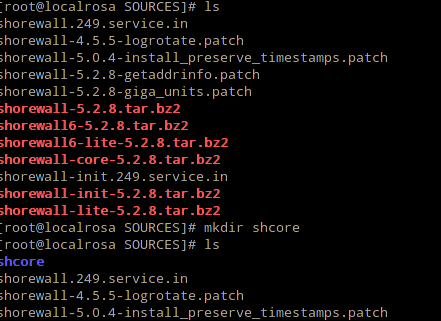 [root@localrosa SOURCES]# ls
shorewall.249.service.in
shorewall-4.5.5-logrotate.patch
shorewall-5.0.4-install_preserve_timestamps.patch
shorewall-5.2.8-getaddrinfo.patch
shorewall-5.2.8-giga_units.patch
shorewall-5.2.8.tar.bz2
shorewall6-5.2.8.tar.bz2
shorewall6-lite-5.2.8.tar.bz2
shorewall-core-5.2.8.tar.bz2
shorewall-init.249.service.in
shorewall-init-5.2.8.tar.bz2
shorewall-lite-5.2.8.tar.bz2
[root@localrosa SOURCES]# mkdir shcore
[root@localrosa SOURCES]# ls
shcore
shorewall.249.service.in
shorewall-4.5.5-logrotate.patch
shorewall-5.0.4-install_preserve_timestamps.patch